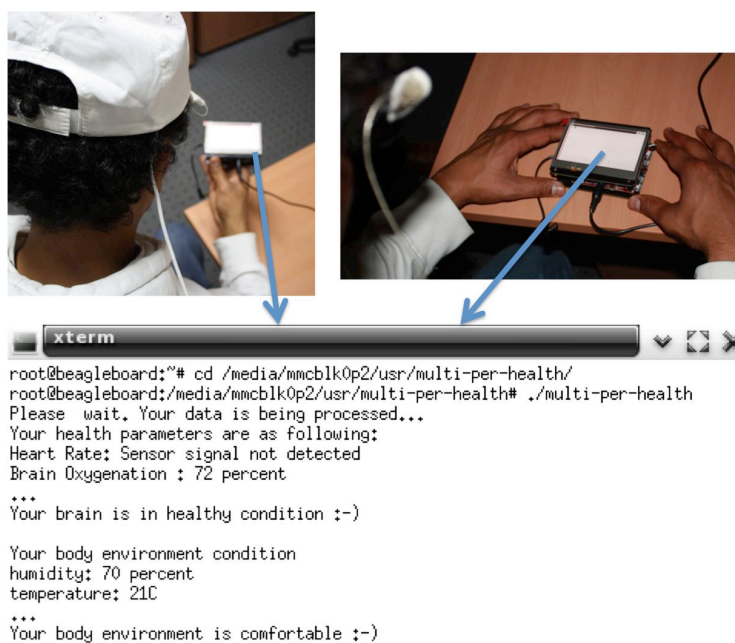 xterm
root@beagleboard:~# cd /media/mmcblk0p2/usr/multi-per-health/
root@beagleboard:/media/mmcblk0p2/usr/multi-per-health# ./multi-per-health
Please  wait. Your data is being processed...
Your health parameters are as following:
Heart Rate: Sensor signal not detected
Brain Oxygenation : 72 percent
...
Your brain is in healthy condition :-)
Your body environment condition
humidity: 70 percent
temperature: 21C
...
Your body environment is comfortable :-)